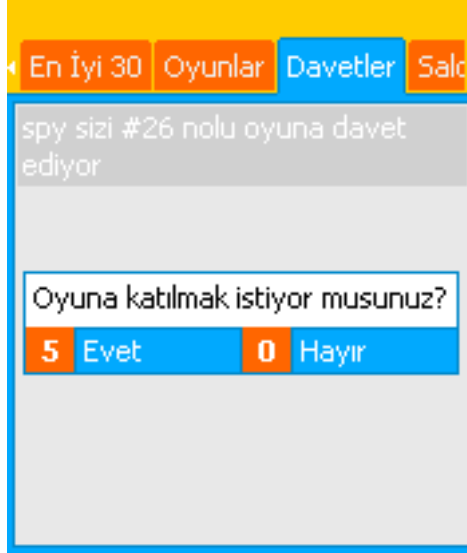 En İyi 30 Oyunlar Davetler
spy sizi #26 nolu oyuna davet
ediyor
Oyuna katılmak istiyor musunuz?
5 Evet 0 Hayır